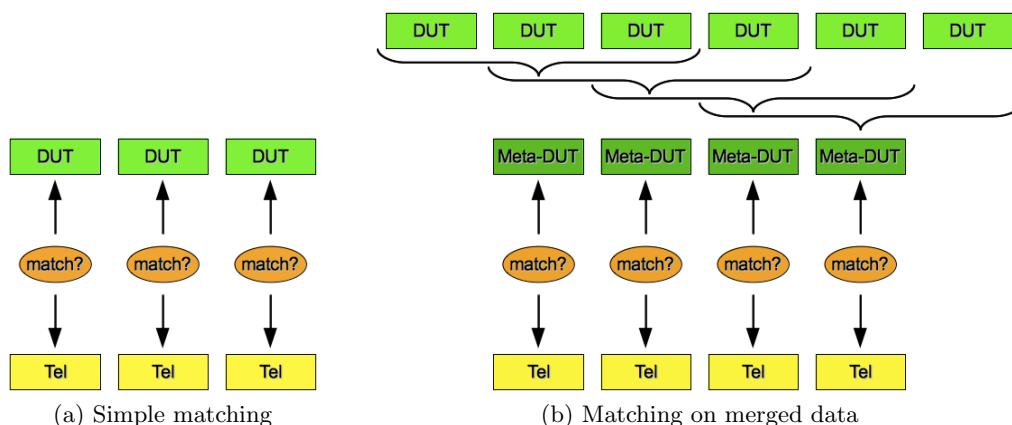 DUT DUT DUT DUT DUT DUT
DUT DUT DUT
Meta-DUT Meta-DUT Meta-DUT Meta-DUT
match? match? match?
match? match? match? match?
Tel Tel Tel
Tel Tel Tel Tel
(a) Simple matching
(b) Matching on merged data